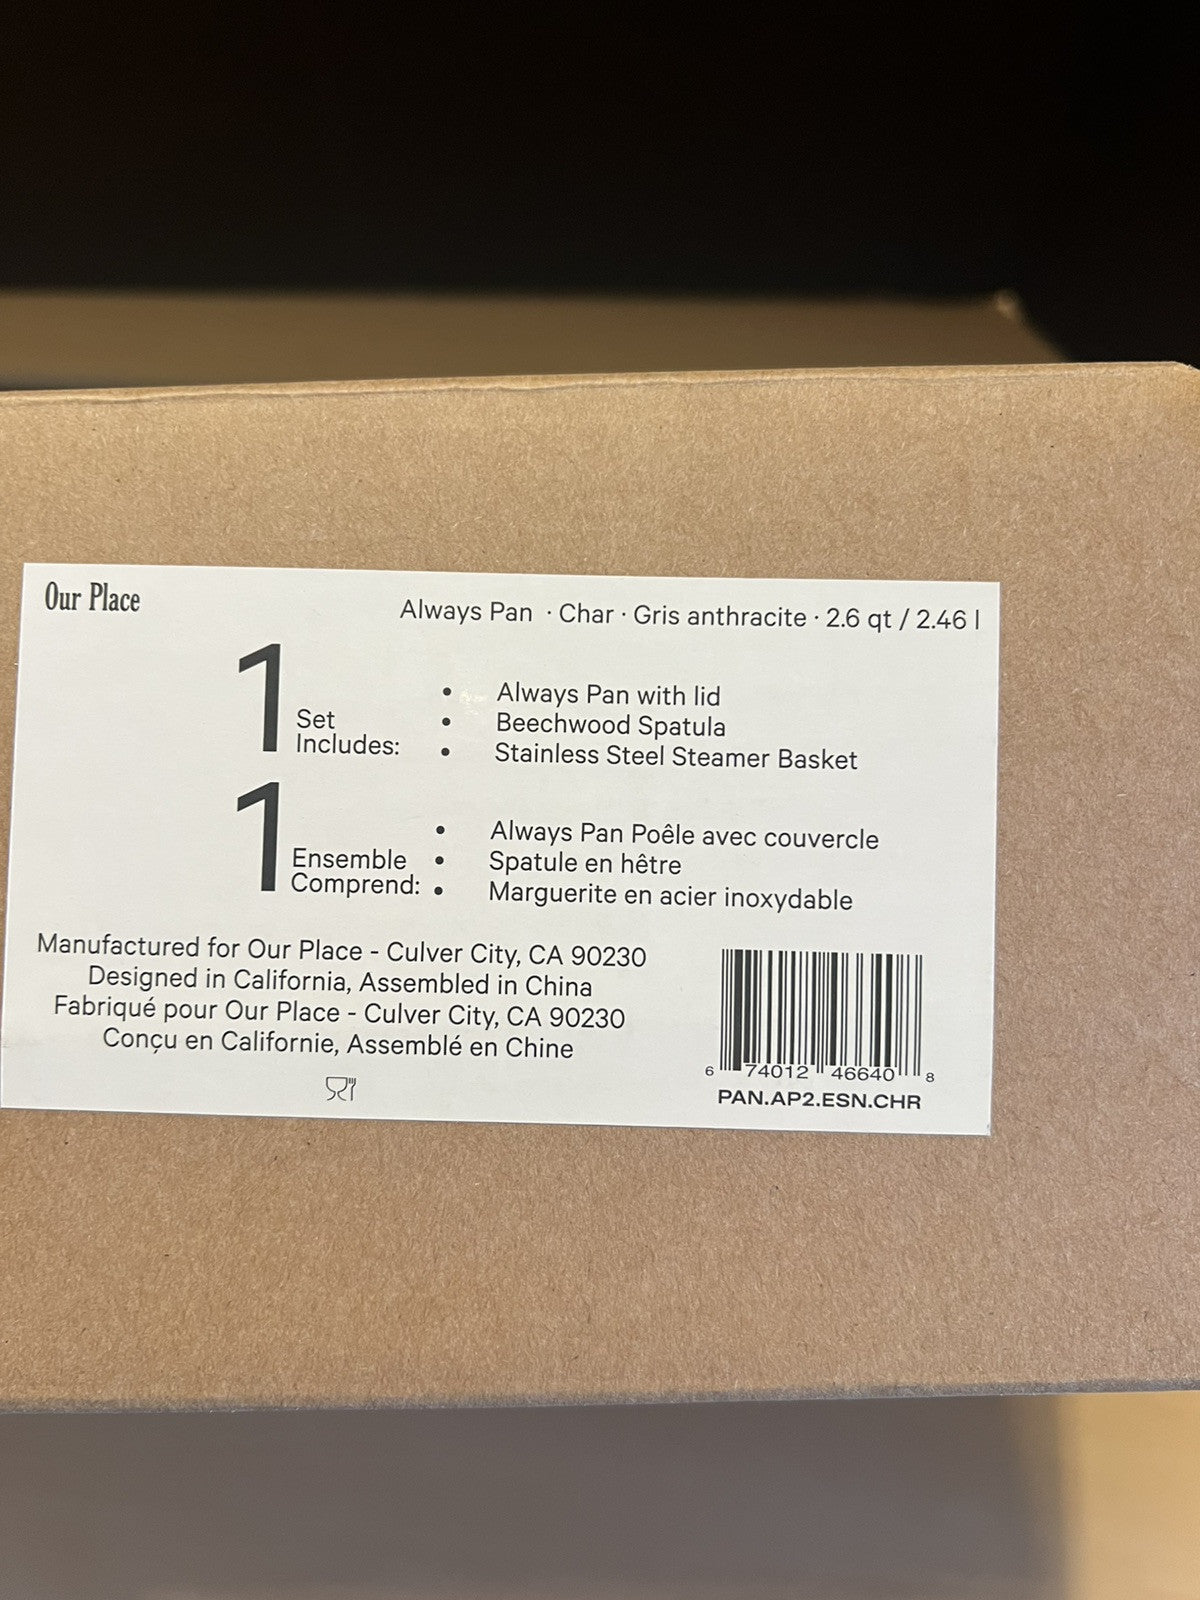 Our Place
Always Pan · Char · Gris anthracite · 2.6 qt / 2.46 l
1 Set Includes:
• Always Pan with lid
• Beechwood Spatula
• Stainless Steel Steamer Basket
1 Ensemble Comprend:
• Always Pan Poêle avec couvercle
• Spatule en hêtre
• Marguerite en acier inoxydable
Manufactured for Our Place - Culver City, CA 90230
Designed in California, Assembled in China
Fabriqué pour Our Place - Culver City, CA 90230
Conçu en Californie, Assemblé en Chine
6 74012 46640 8
PAN.AP2.ESN.CHR